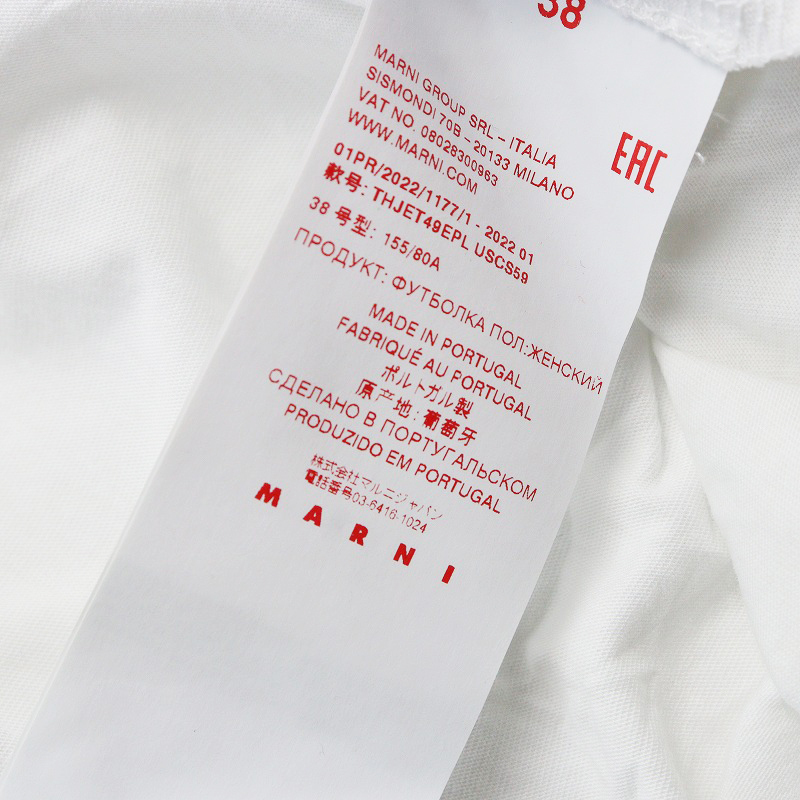 38
MARNI GROUP SRL – ITALIA
SISMONDI 70B – 20133 MILANO
VAT NO. 08028300963
WWW.MARNI.COM
EAC
01PR/2022/1177/1 - 2022 01
款号: THJET49EPL USCS59
38 号型: 155/80A
ПРОДУКТ: ФУТБОЛКА ПОЛ:ЖЕНСКИЙ
MADE IN PORTUGAL
FABRIQUÉ AU PORTUGAL
ポルトガル製
原产地: 葡萄牙
СДЕЛАНО В ПОРТУГАЛЬСКОМ
PRODUZIDO EM PORTUGAL
株式会社マルニジャパン
電話番号03-6416-1024
MARNI